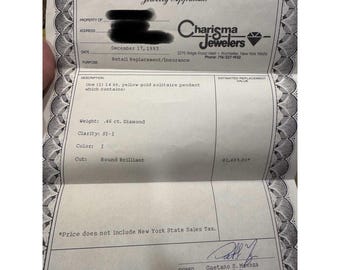 Jewelry Appraisal
PROPERTY OF
ADDRESS
Charisma
Jewelers
DATE December 17, 1993
PURPOSE Retail Replacement/Insurance
DESCRIPTION ESTIMATED REPLACEMENT
VALUE
One (1) 14 kt. yellow gold solitaire pendant
which contains:
Weight: .46 ct. Diamond
Clarity: SI-1
Color: I
Cut: Round Brilliant
*Price does not include New York State Sales Tax.